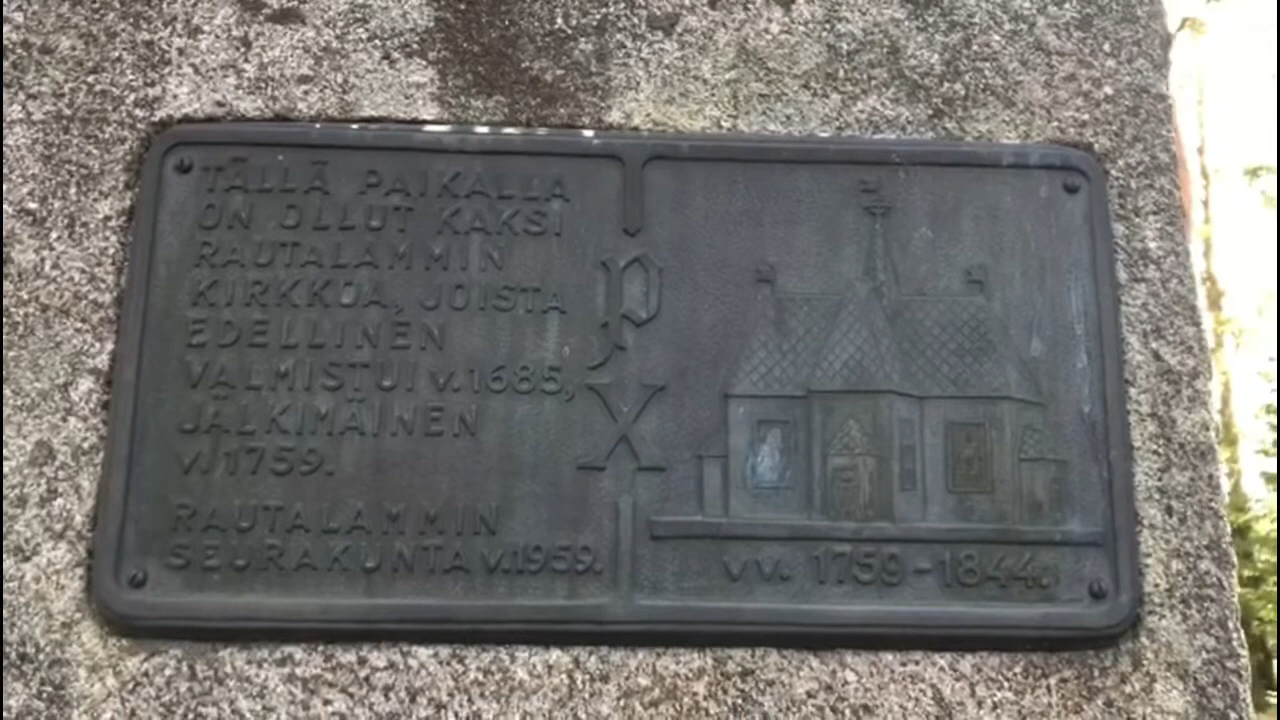 TÄLLÄ PAIKALLA
ON OLLUT KAKSI
RAUTALAMMIN
KIRKKOA, JOISTA
EDELLINEN
VALMISTUI v. 1685,
JÄLKIMÄINEN
v. 1759.
RAUTALAMMIN
SEURAKUNTA v. 1959.
P
X
vv. 1759-1844.